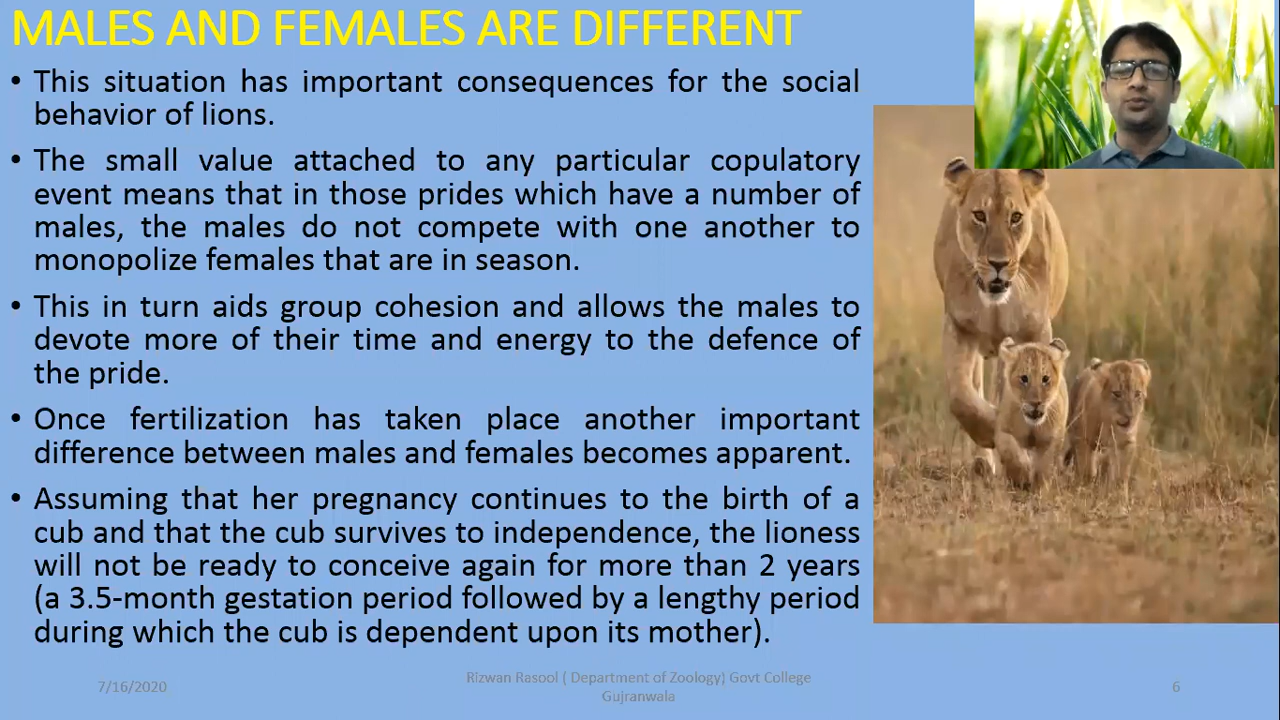 MALES AND FEMALES ARE DIFFERENT
• This situation has important consequences for the social
behavior of lions.
• The small value attached to any particular copulatory
event means that in those prides which have a number of
males, the males do not compete with one another to
monopolize females that are in season.
• This in turn aids group cohesion and allows the males to
devote more of their time and energy to the defence of
the pride.
• Once fertilization has taken place another important
difference between males and females becomes apparent.
• Assuming that her pregnancy continues to the birth of a
cub and that the cub survives to independence, the lioness
will not be ready to conceive again for more than 2 years
(a 3.5-month gestation period followed by a lengthy period
during which the cub is dependent upon its mother).
7/16/2020
Rizwan Rasool ( Department of Zoology) Govt College
Gujranwala
6